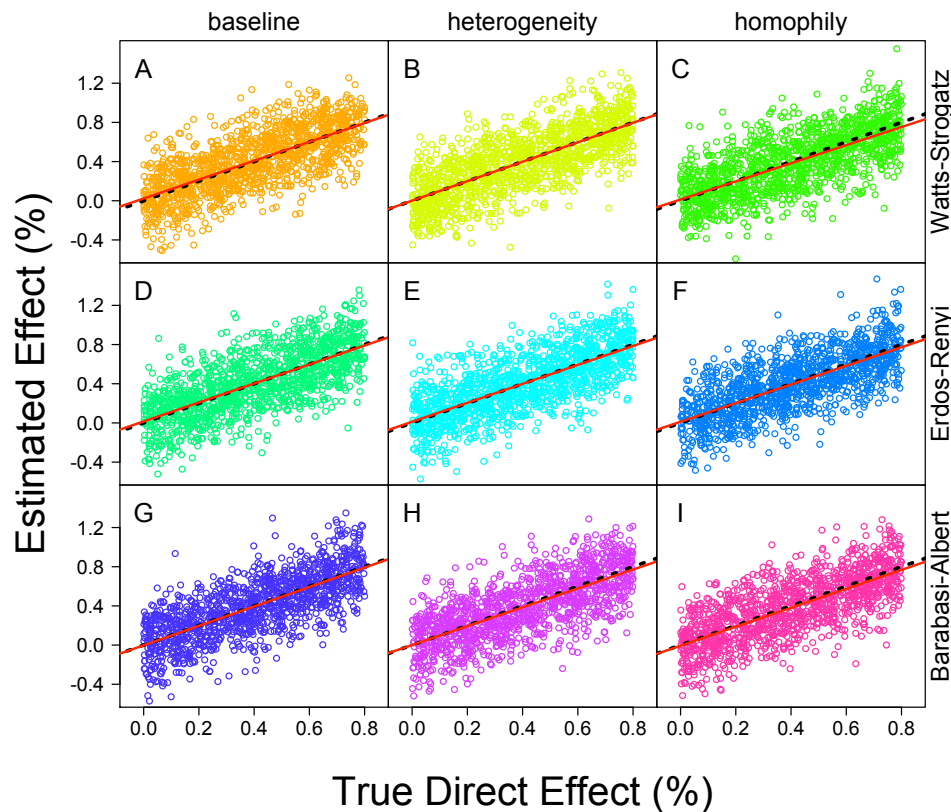 baseline heterogeneity homophily
A B C
1.2
0.8
0.4
0.0
-0.4
Watts-Strogatz
D E F
1.2
0.8
0.4
0.0
-0.4
Erdos-Renyi
G H I
1.2
0.8
0.4
0.0
-0.4
Barabasi-Albert
Estimated Effect (%)
0.0 0.2 0.4 0.6 0.8 0.0 0.2 0.4 0.6 0.8 0.0 0.2 0.4 0.6 0.8
True Direct Effect (%)